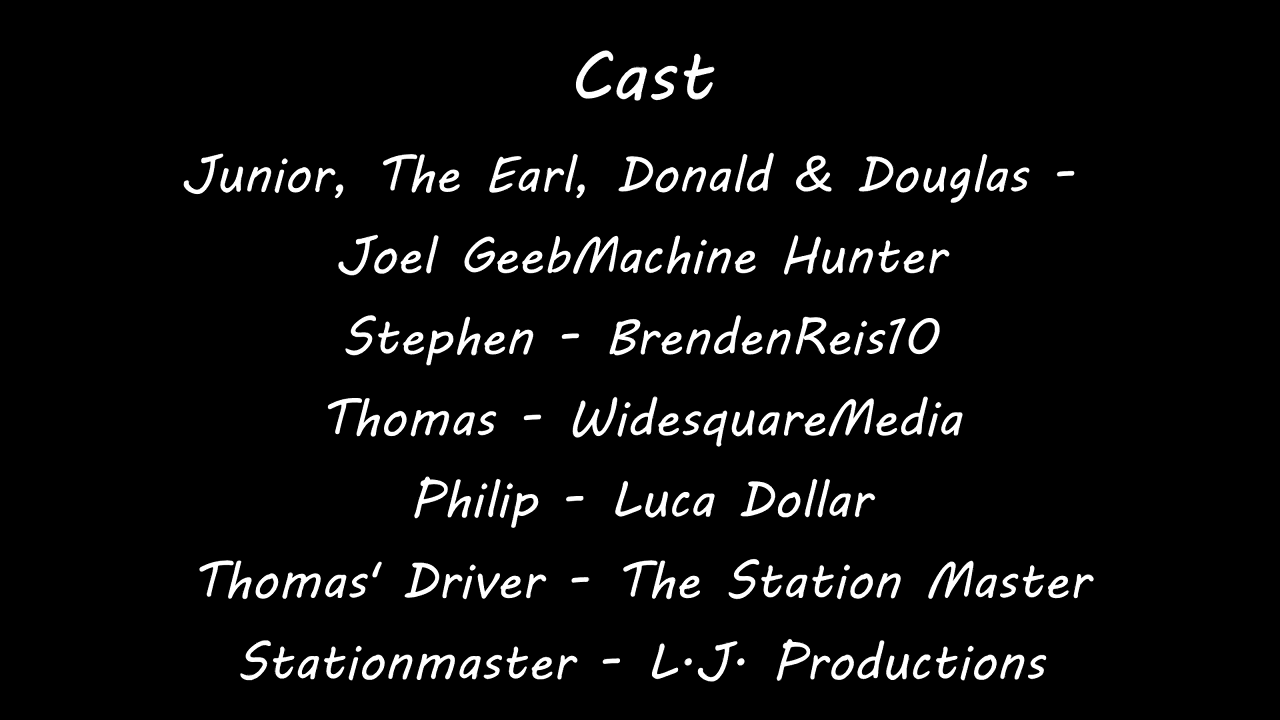 Cast
Junior, The Earl, Donald & Douglas -
Joel GeebMachine Hunter
Stephen - BrendenReis10
Thomas - WidesquareMedia
Philip - Luca Dollar
Thomas' Driver - The Station Master
Stationmaster - L.J. Productions